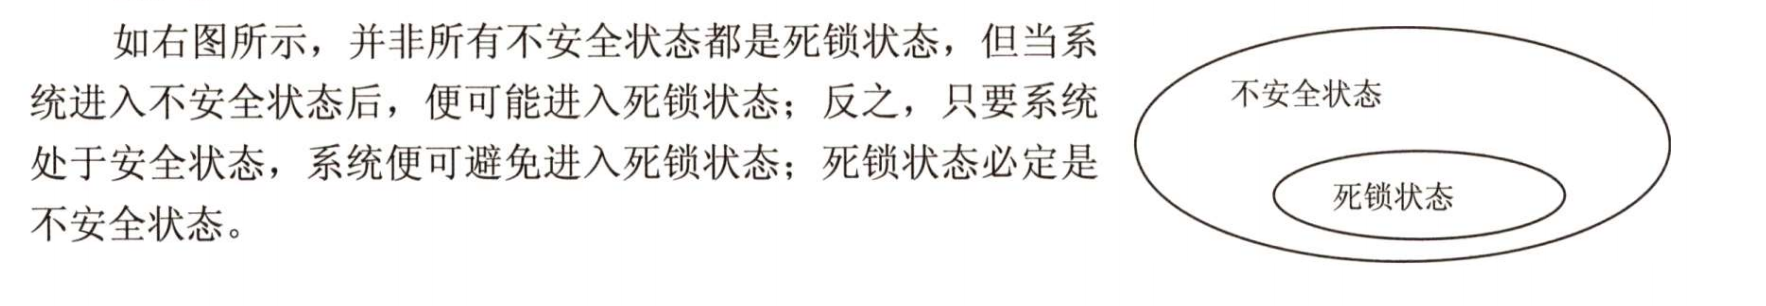 如右图所示，并非所有不安全状态都是死锁状态，但当系
统进入不安全状态后，便可能进入死锁状态；反之，只要系统
处于安全状态，系统便可避免进入死锁状态；死锁状态必定是
不安全状态。
不安全状态
死锁状态